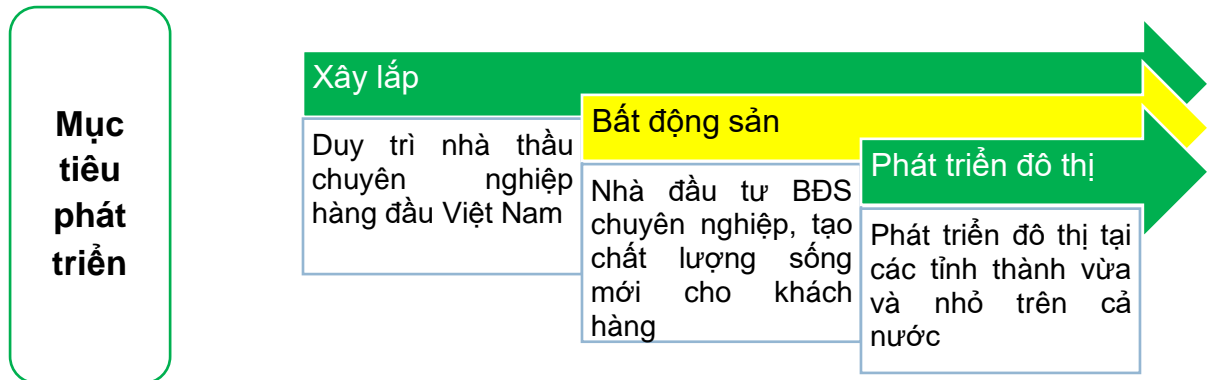 Mục
tiêu
phát
triển
Xây lắp
Duy trì nhà thầu
chuyên nghiệp
hàng đầu Việt Nam
Bất động sản
Nhà đầu tư BĐS
chuyên nghiệp, tạo
chất lượng sống
mới cho khách
hàng
Phát triển đô thị
Phát triển đô thị tại
các tỉnh thành vừa
và nhỏ trên cả
nước